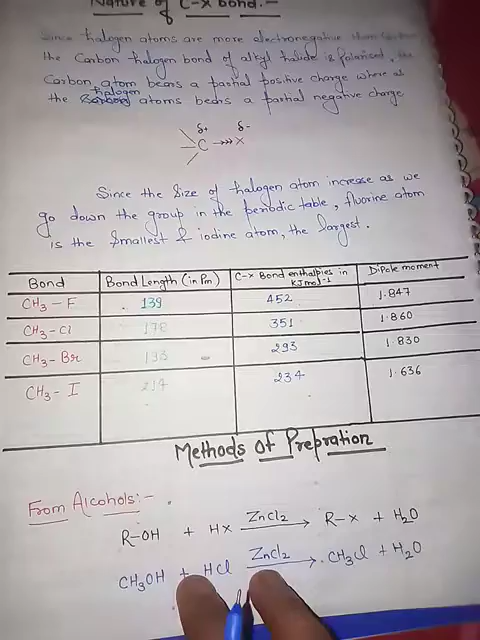 Nature of C-X bond:-
Since halogen atoms are more electronegative than carbon
the Carbon halogen bond of alkyl halide is polarised, the
Carbon atom bears a partial positive charge where as
the halogen atoms bears a partial negative charge
δ+ δ-
C →→→ X
Since the Size of halogen atom increase as we
go down the group in the periodic table, fluorine atom
is the Smallest & iodine atom, the largest.
Bond | Bond Length (in Pm) | C-X Bond enthalpies in KJmol-1 | Dipole moment
CH3-F | 139 | 452 | 1.847
CH3-Cl | 178 | 351 | 1.860
CH3-Br | 193 | 293 | 1.830
CH3-I | 214 | 234 | 1.636
Methods of Prepration
From Alcohols:-
R-OH + HX —ZnCl2→ R-X + H2O
CH3OH + HCl —ZnCl2→ CH3Cl + H2O